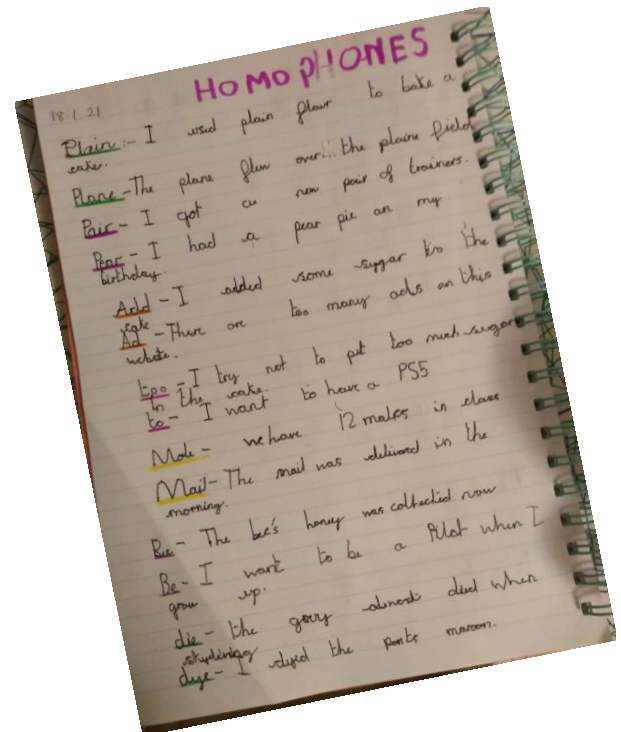 HOMOPHONES
18.1.21
Plain:- I used plain flour to bake a
cake.
Plane - The plane flew over the plaine field
Pair - I got a new pair of trainers.
Pear - I had a pear pie on my
birthday.
Add - I added some sugar to the
cake
Ad - There are too many ads on this
website.
too - I try not to put too much sugar
in the cake.
to - I want to have a PS5
Male - we have 12 males in class
Mail - The mail was delivered in the
morning.
Bee - The bee's honey was collected now
Be - I want to be a Pilot when I
grow up.
die - the almost died when
skydiving
dye - I dyed the pants maroon.